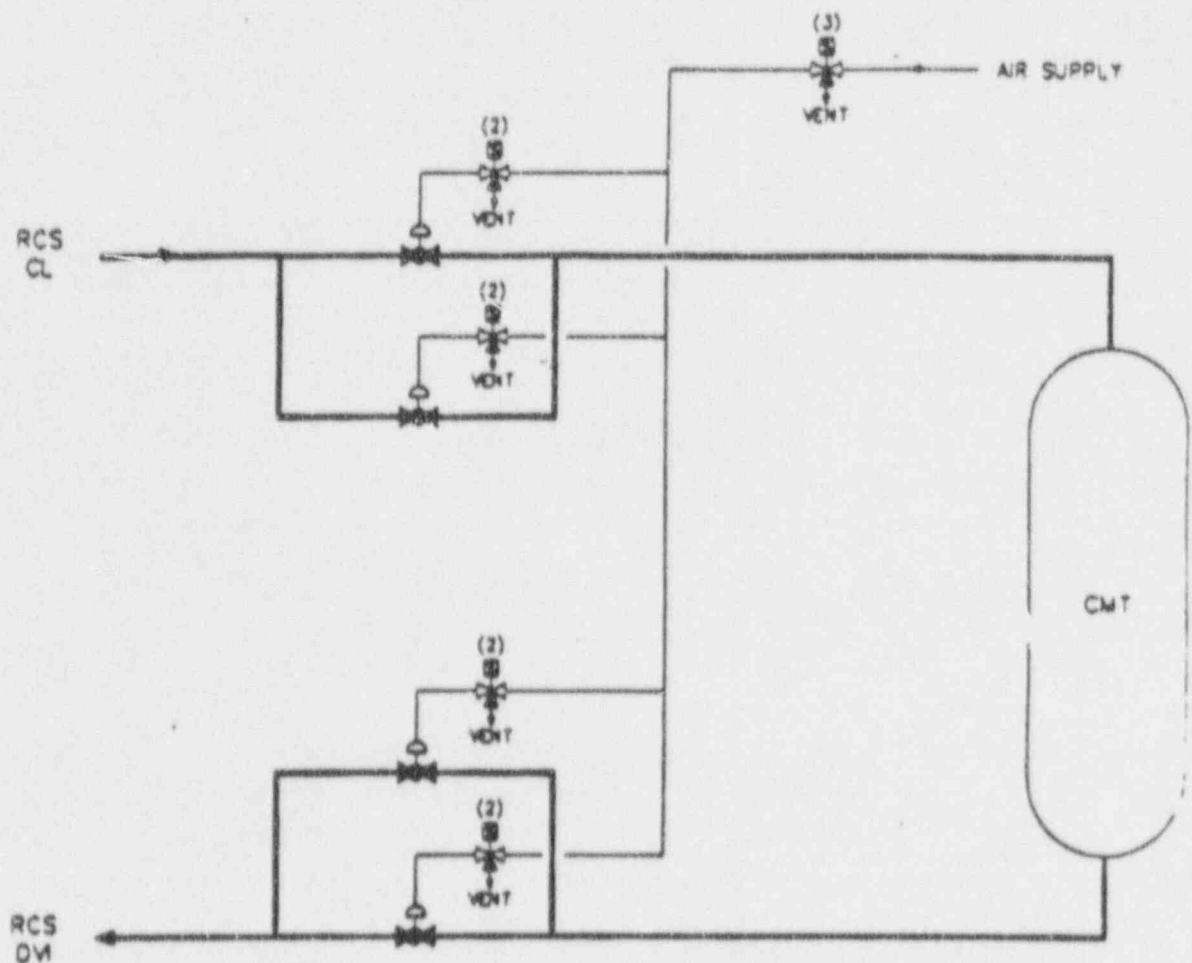 (3)
AIR SUPPLY
VENT
(2)
VENT
RCS
CL
(2)
VENT
CMT
(2)
VENT
(2)
VENT
RCS
DVI